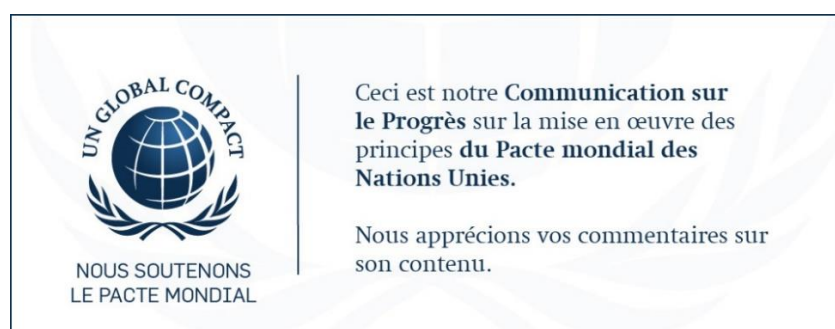 UN GLOBAL COMPACT
NOUS SOUTENONS
LE PACTE MONDIAL
Ceci est notre Communication sur
le Progrès sur la mise en œuvre des
principes du Pacte mondial des
Nations Unies.
Nous apprécions vos commentaires sur
son contenu.